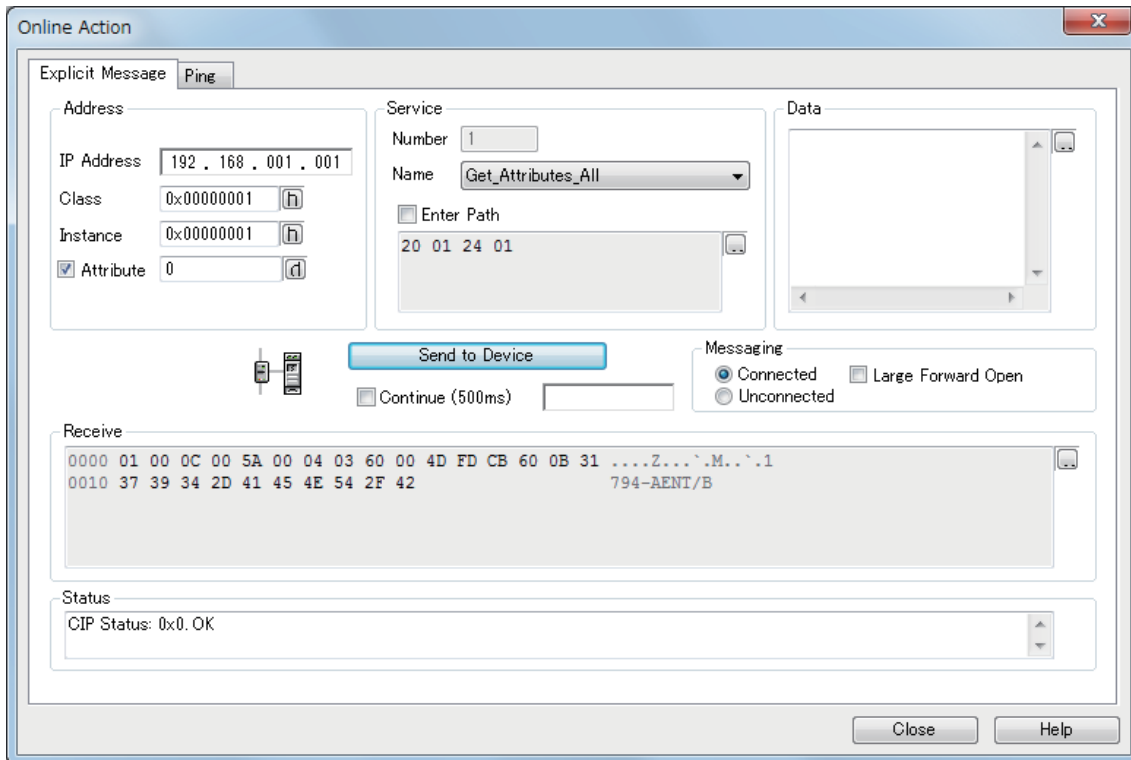 Online Action
Explicit Message Ping
Address
IP Address 192 . 168 . 001 . 001
Class 0x00000001 h
Instance 0x00000001 h
Attribute 0 d
Service
Number 1
Name Get_Attributes_All
Enter Path
20 01 24 01
..
Data
..
Send to Device
Continue (500ms)
Messaging
Connected Large Forward Open
Unconnected
Receive
0000 01 00 0C 00 5A 00 04 03 60 00 4D FD CB 60 0B 31 ....Z...`.M..`.1
0010 37 39 34 2D 41 45 4E 54 2F 42 794-AENT/B
..
Status
CIP Status: 0x0. OK
Close Help